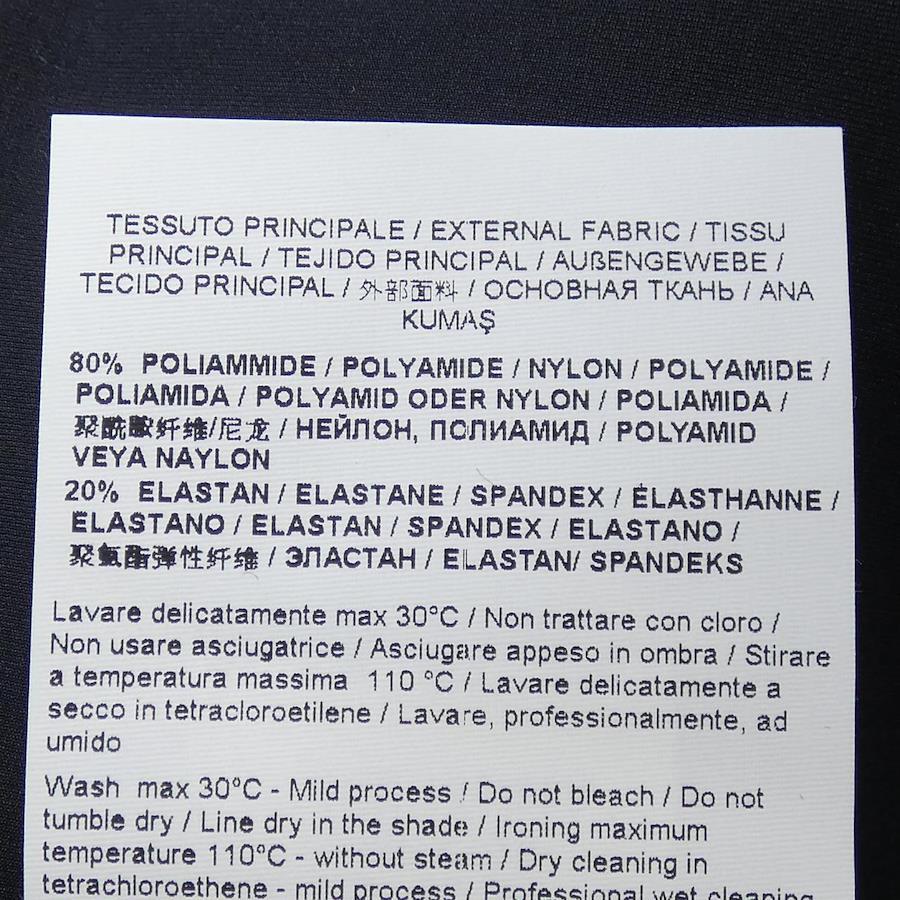 TESSUTO PRINCIPALE / EXTERNAL FABRIC / TISSU
PRINCIPAL / TEJIDO PRINCIPAL / AUßENGEWEBE /
TECIDO PRINCIPAL / 外部面料 / ОСНОВНАЯ ТКАНЬ / ANA
KUMAŞ
80% POLIAMMIDE / POLYAMIDE / NYLON / POLYAMIDE /
POLIAMIDA / POLYAMID ODER NYLON / POLIAMIDA /
聚酰胺纤维/尼龙 / НЕЙЛОН, ПОЛИАМИД / POLYAMID
VEYA NAYLON
20% ELASTAN / ELASTANE / SPANDEX / ÉLASTHANNE /
ELASTANO / ELASTAN / SPANDEX / ELASTANO /
聚氨酯弹性纤维 / ЭЛАСТАН / ELASTAN/ SPANDEKS
Lavare delicatamente max 30°C / Non trattare con cloro /
Non usare asciugatrice / Asciugare appeso in ombra / Stirare
a temperatura massima 110 °C / Lavare delicatamente a
secco in tetracloroetilene / Lavare, professionalmente, ad
umido
Wash max 30°C - Mild process / Do not bleach / Do not
tumble dry / Line dry in the shade / Ironing maximum
temperature 110°C - without steam / Dry cleaning in
tetrachloroethene - mild process / Professional wet cleaning